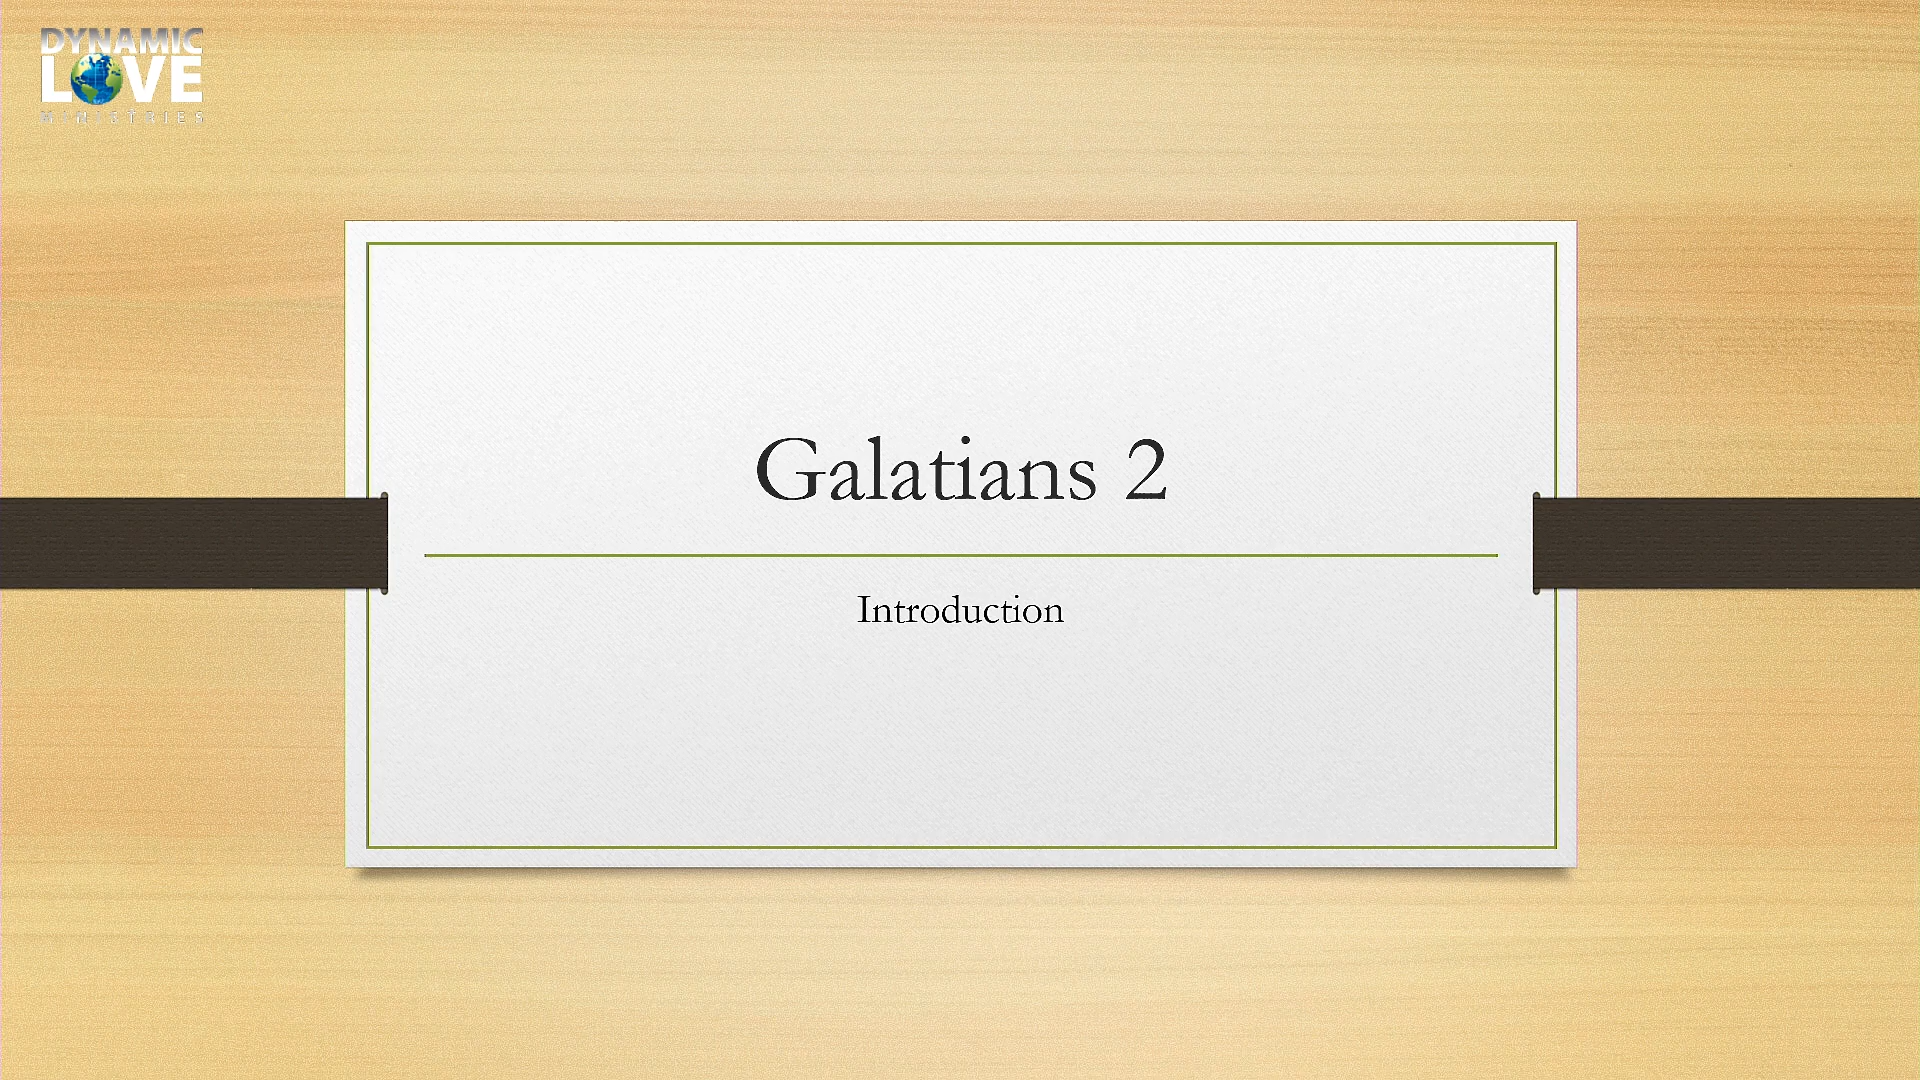 DYNAMIC
LOVE
MINISTRIES
Galatians 2
Introduction